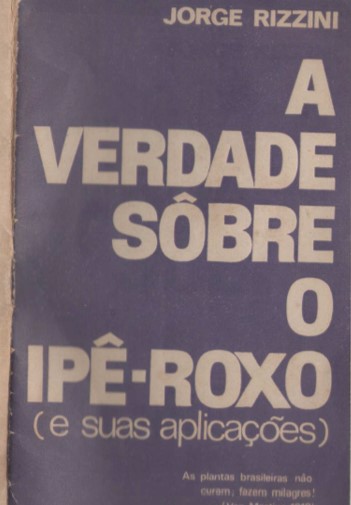 JORGE RIZZINI
A
VERDADE
SÔBRE
O
IPÊ-ROXO
(e suas aplicações)
As plantas brasileiras não
curam; fazem milagres!